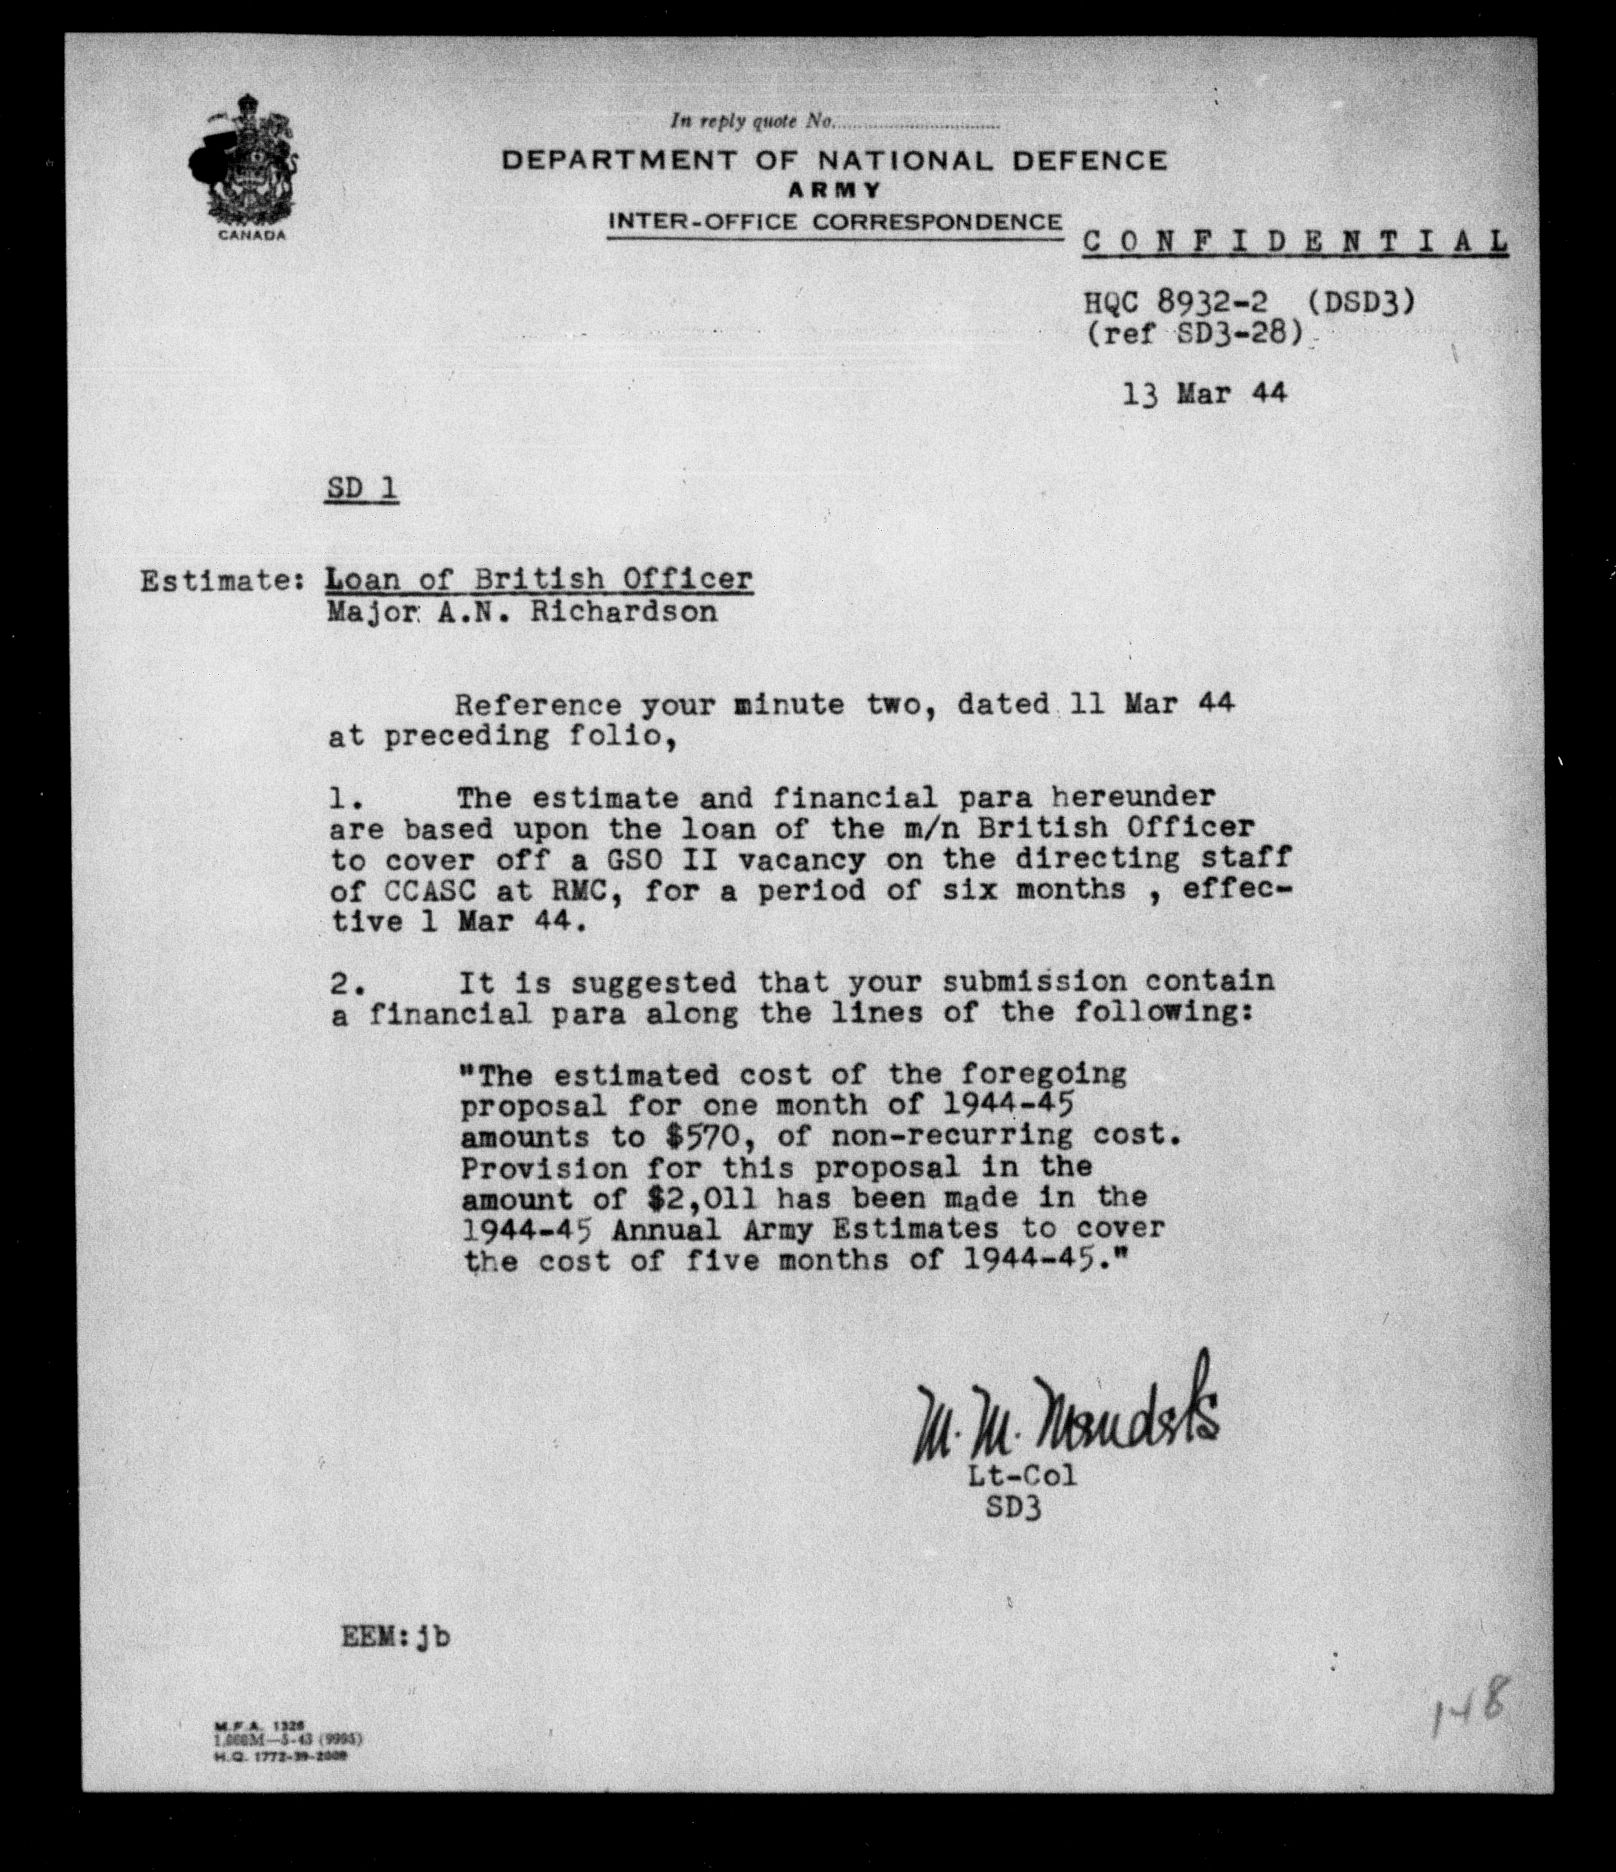 In reply quote No.
DEPARTMENT OF NATIONAL DEFENCE
ARMY
INTER-OFFICE CORRESPONDENCE
CANADA
CONFIDENTIAL
HQC 8932-2 (DSD3)
(ref SD3-28)
13 Mar 44
SD 1
Estimate: Loan of British Officer
Major A.N. Richardson
Reference your minute two, dated 11 Mar 44
at preceding folio,
1. The estimate and financial para hereunder
are based upon the loan of the m/n British Officer
to cover off a GSO II vacancy on the directing staff
of CCASC at RMC, for a period of six months , effec-
tive 1 Mar 44.
2. It is suggested that your submission contain
a financial para along the lines of the following:
"The estimated cost of the foregoing
proposal for one month of 1944-45
amounts to $570, of non-recurring cost.
Provision for this proposal in the
amount of $2,011 has been made in the
1944-45 Annual Army Estimates to cover
the cost of five months of 1944-45."
M. M.
Lt-Col
SD3
EEM:jb
M.F.A. 1326
H.Q. 1772-39-2009
148